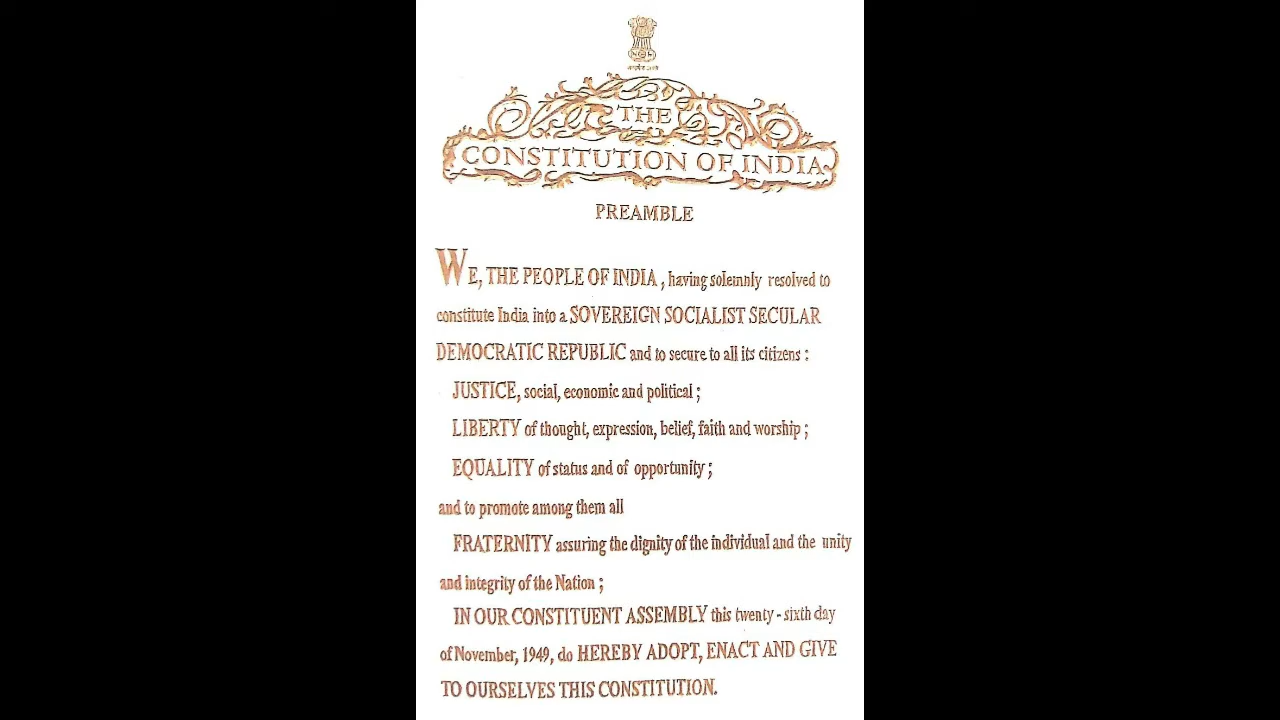 THE
CONSTITUTION OF INDIA
PREAMBLE
WE, THE PEOPLE OF INDIA , having solemnly resolved to
constitute India into a SOVEREIGN SOCIALIST SECULAR
DEMOCRATIC REPUBLIC and to secure to all its citizens :
JUSTICE, social, economic and political ;
LIBERTY of thought, expression, belief, faith and worship ;
EQUALITY of status and of opportunity ;
and to promote among them all
FRATERNITY assuring the dignity of the individual and the unity
and integrity of the Nation ;
IN OUR CONSTITUENT ASSEMBLY this twenty - sixth day
of November, 1949, do HEREBY ADOPT, ENACT AND GIVE
TO OURSELVES THIS CONSTITUTION.